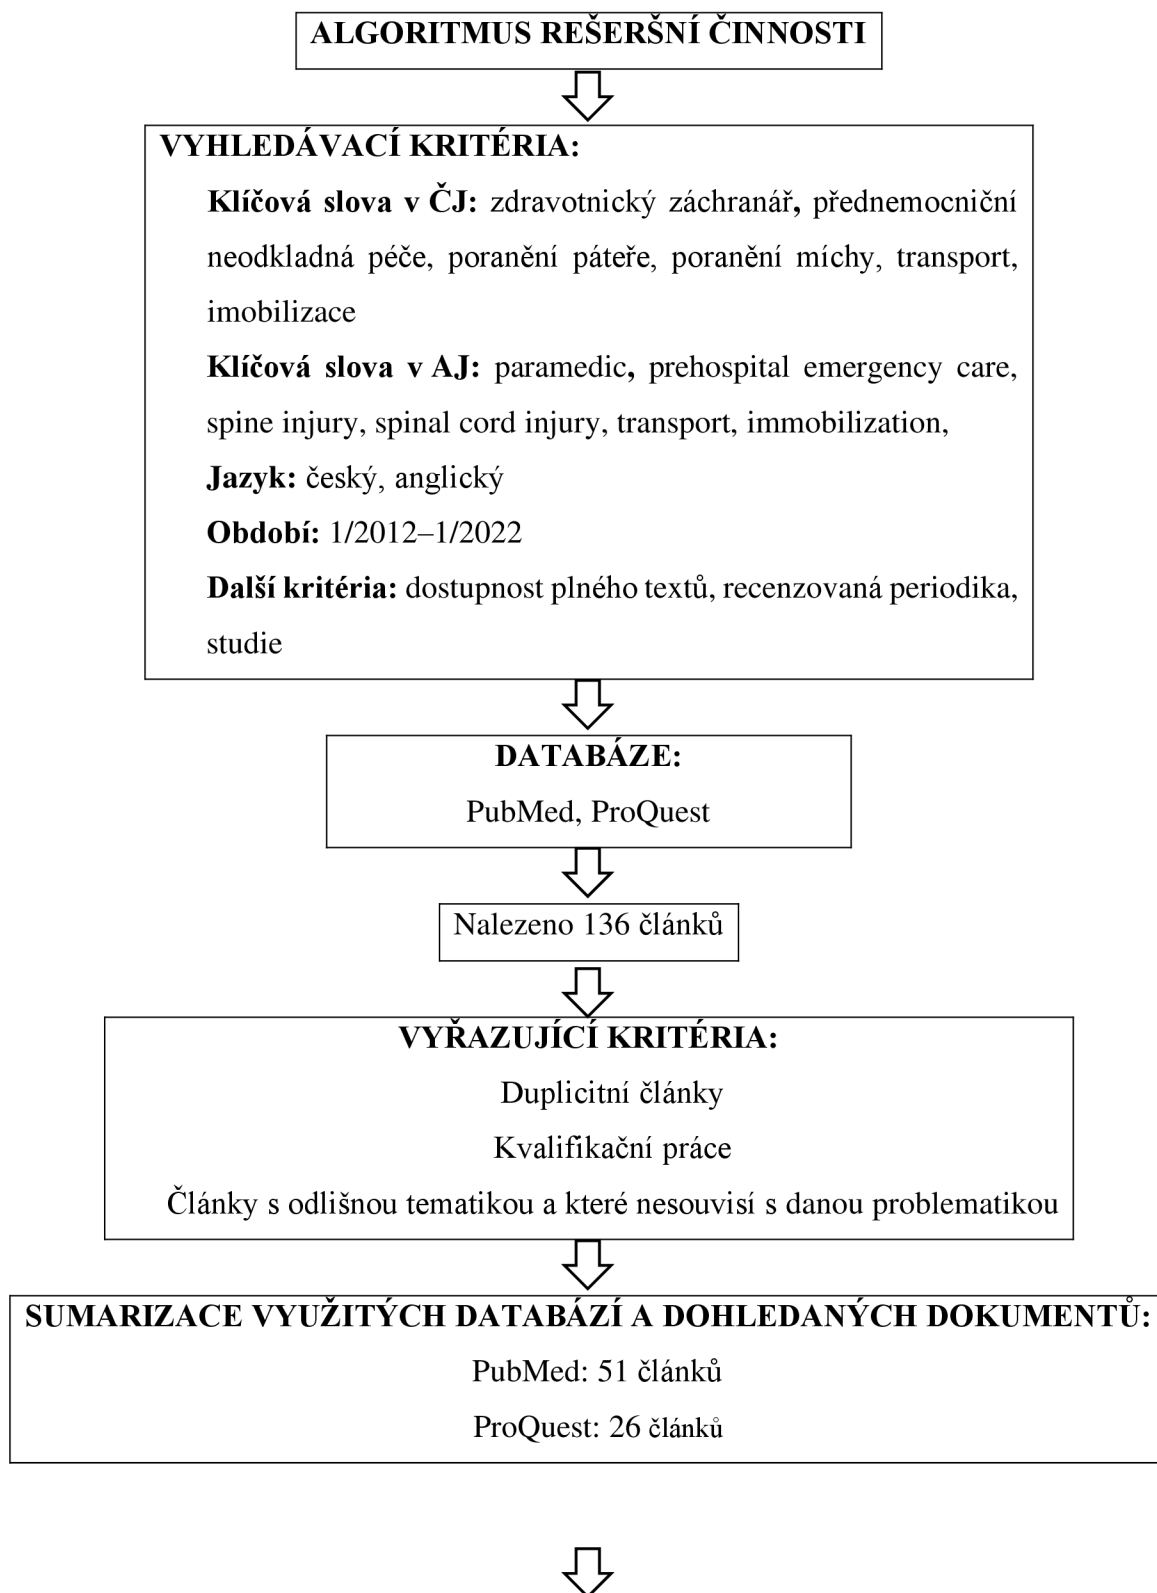 ALGORITMUS REŠERŠNÍ ČINNOSTI
VYHLEDÁVACÍ KRITÉRIA:
Klíčová slova v ČJ: zdravotnický záchranář, přednemocniční
neodkladná péče, poranění páteře, poranění míchy, transport,
imobilizace
Klíčová slova v AJ: paramedic, prehospital emergency care,
spine injury, spinal cord injury, transport, immobilization,
Jazyk: český, anglický
Období: 1/2012–1/2022
Další kritéria: dostupnost plného textů, recenzovaná periodika,
studie
DATABÁZE:
PubMed, ProQuest
Nalezeno 136 článků
VYŘAZUJÍCÍ KRITÉRIA:
Duplicitní články
Kvalifikační práce
Články s odlišnou tematikou a které nesouvisí s danou problematikou
SUMARIZACE VYUŽITÝCH DATABÁZÍ A DOHLEDANÝCH DOKUMENTŮ:
PubMed: 51 článků
ProQuest: 26 článků